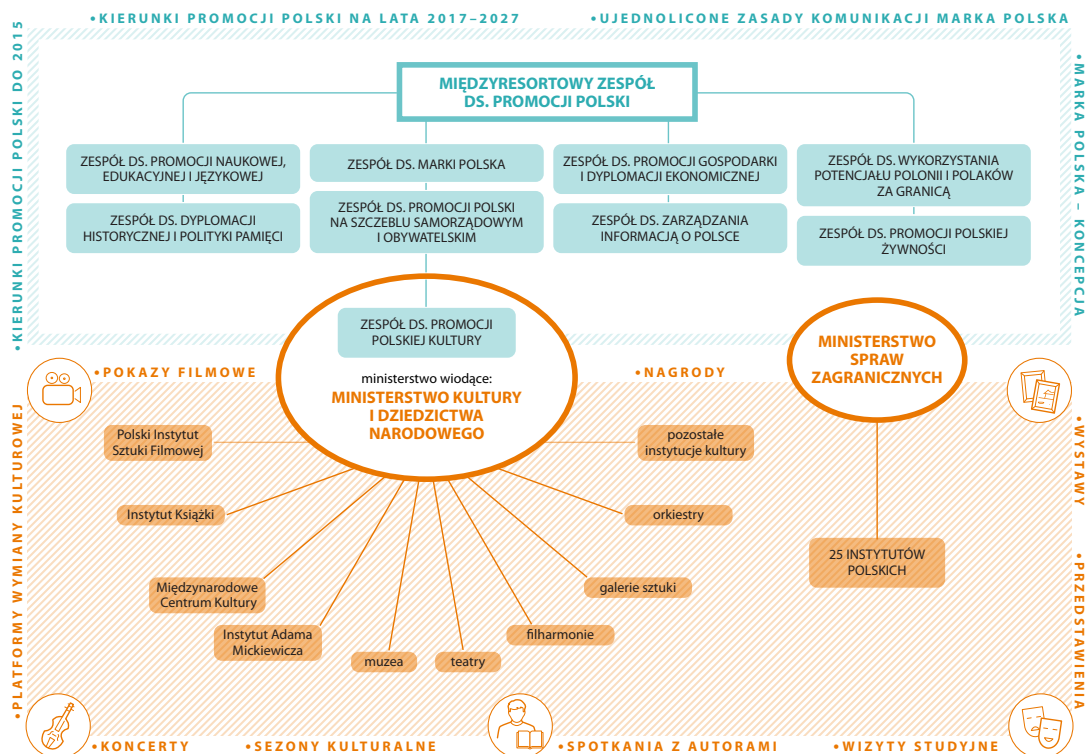 •KIERUNKI PROMOCJI POLSKI NA LATA 2017–2027
•UJEDNOLICONE ZASADY KOMUNIKACJI MARKA POLSKA
•KIERUNKI PROMOCJI POLSKI DO 2015
•MARKA POLSKA – KONCEPCJA
MIĘDZYRESORTOWY ZESPÓŁ
DS. PROMOCJI POLSKI
ZESPÓŁ DS. PROMOCJI NAUKOWEJ,
EDUKACYJNEJ I JĘZYKOWEJ
ZESPÓŁ DS. MARKI POLSKA
ZESPÓŁ DS. PROMOCJI GOSPODARKI
I DYPLOMACJI EKONOMICZNEJ
ZESPÓŁ DS. WYKORZYSTANIA
POTENCJAŁU POLONII I POLAKÓW
ZA GRANICĄ
ZESPÓŁ DS. DYPLOMACJI
HISTORYCZNEJ I POLITYKI PAMIĘCI
ZESPÓŁ DS. PROMOCJI POLSKI
NA SZCZEBLU SAMORZĄDOWYM
I OBYWATELSKIM
ZESPÓŁ DS. ZARZĄDZANIA
INFORMACJĄ O POLSCE
ZESPÓŁ DS. PROMOCJI POLSKIEJ
ŻYWNOŚCI
ZESPÓŁ DS. PROMOCJI
POLSKIEJ KULTURY
ministerstwo wiodące:
MINISTERSTWO KULTURY
I DZIEDZICTWA
NARODOWEGO
MINISTERSTWO
SPRAW
ZAGRANICZNYCH
•POKAZY FILMOWE
•NAGRODY
•PLATFORMY WYMIANY KULTUROWEJ
•WYSTAWY
•PRZEDSTAWIENIA
Polski Instytut
Sztuki Filmowej
pozostałe
instytucje kultury
Instytut Książki
orkiestry
25 INSTYTUTÓW
POLSKICH
Międzynarodowe
Centrum Kultury
galerie sztuki
Instytut Adama
Mickiewicza
filharmonie
muzea
teatry
•KONCERTY
•SEZONY KULTURALNE
•SPOTKANIA Z AUTORAMI
•WIZYTY STUDYJNE